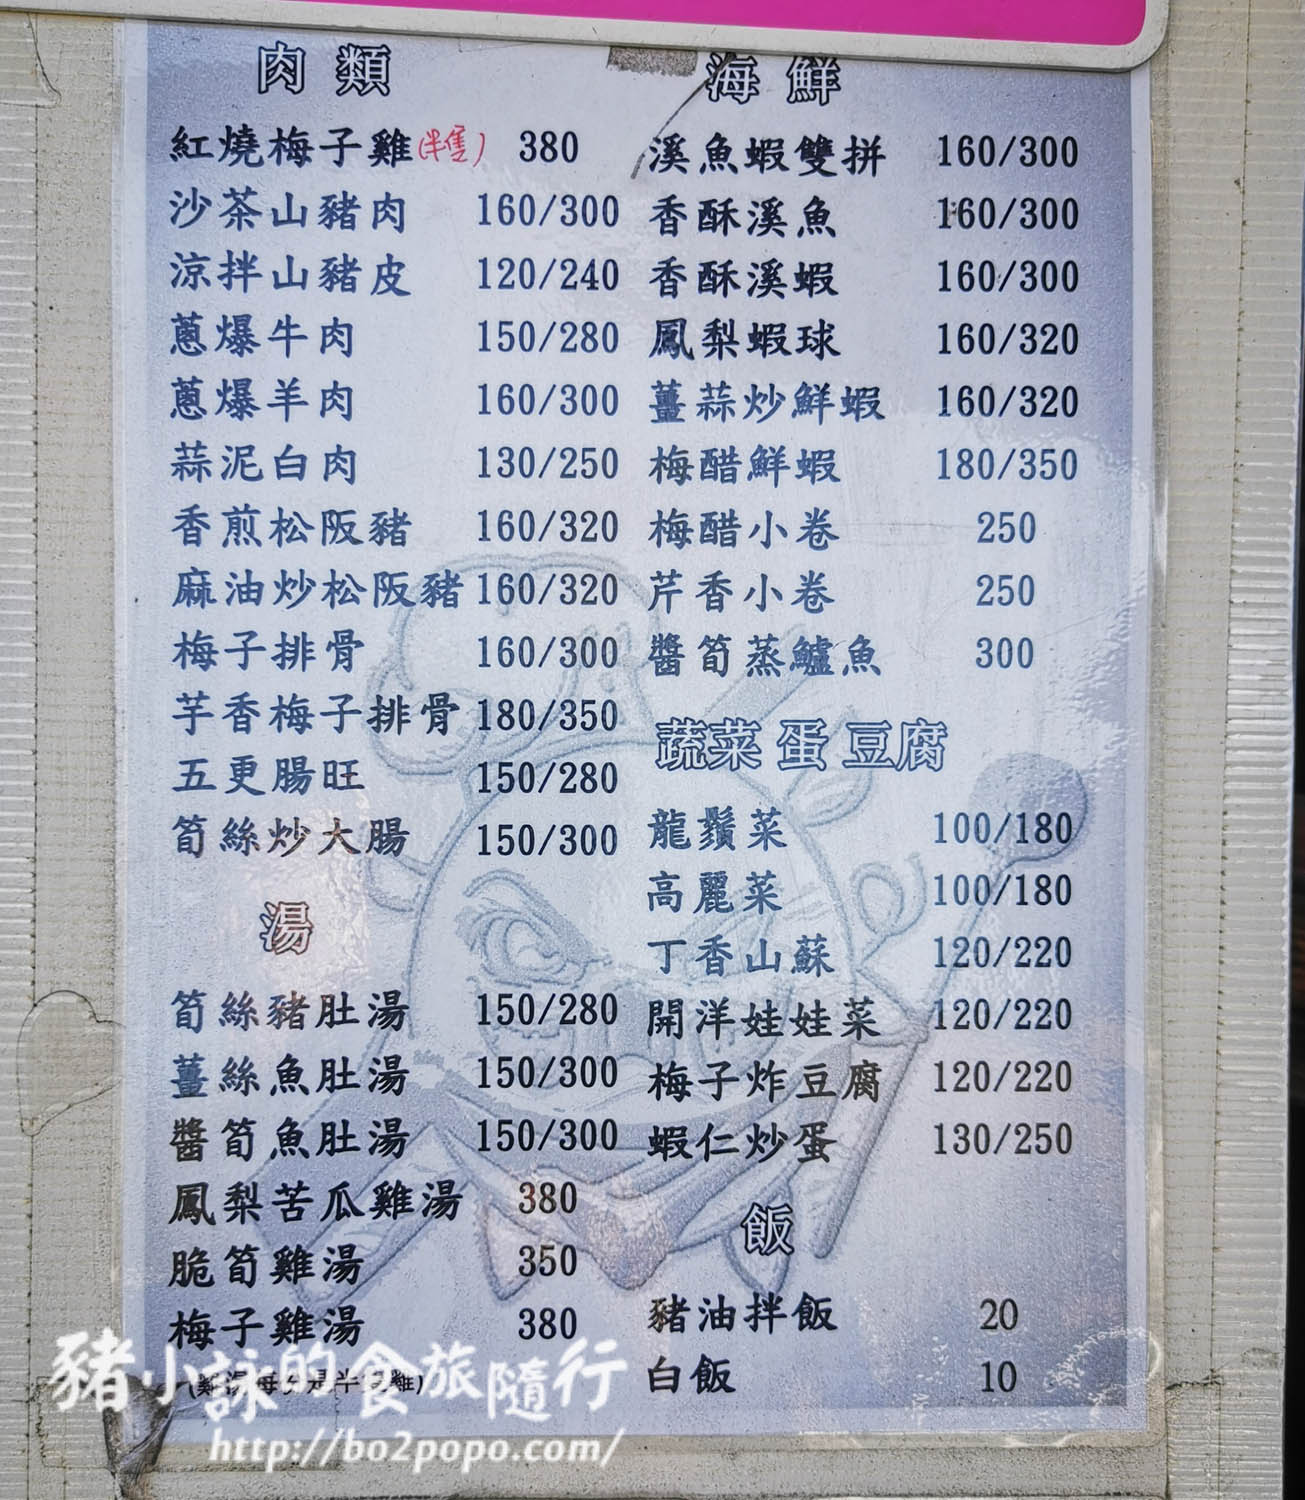 肉類
紅燒梅子雞(半隻) 380
沙茶山豬肉 160/300
涼拌山豬皮 120/240
蔥爆牛肉 150/280
蔥爆羊肉 160/300
蒜泥白肉 130/250
香煎松阪豬 160/320
麻油炒松阪豬 160/320
梅子排骨 160/300
芋香梅子排骨 180/350
五更腸旺 150/280
筍絲炒大腸 150/300
湯
筍絲豬肚湯 150/280
薑絲魚肚湯 150/300
醬筍魚肚湯 150/300
鳳梨苦瓜雞湯 380
脆筍雞湯 350
梅子雞湯 380
海鮮
溪魚蝦雙拼 160/300
香酥溪魚 160/300
香酥溪蝦 160/300
鳳梨蝦球 160/320
薑蒜炒鮮蝦 160/320
梅醋鮮蝦 180/350
梅醋小卷 250
芹香小卷 250
醬筍蒸鱸魚 300
蔬菜 蛋 豆腐
龍鬚菜 100/180
高麗菜 100/180
丁香山蘇 120/220
開洋娃娃菜 120/220
梅子炸豆腐 120/220
蝦仁炒蛋 130/250
飯
豬油拌飯 20
白飯 10
豬小詠的食旅隨行
http://bo2popo.com/